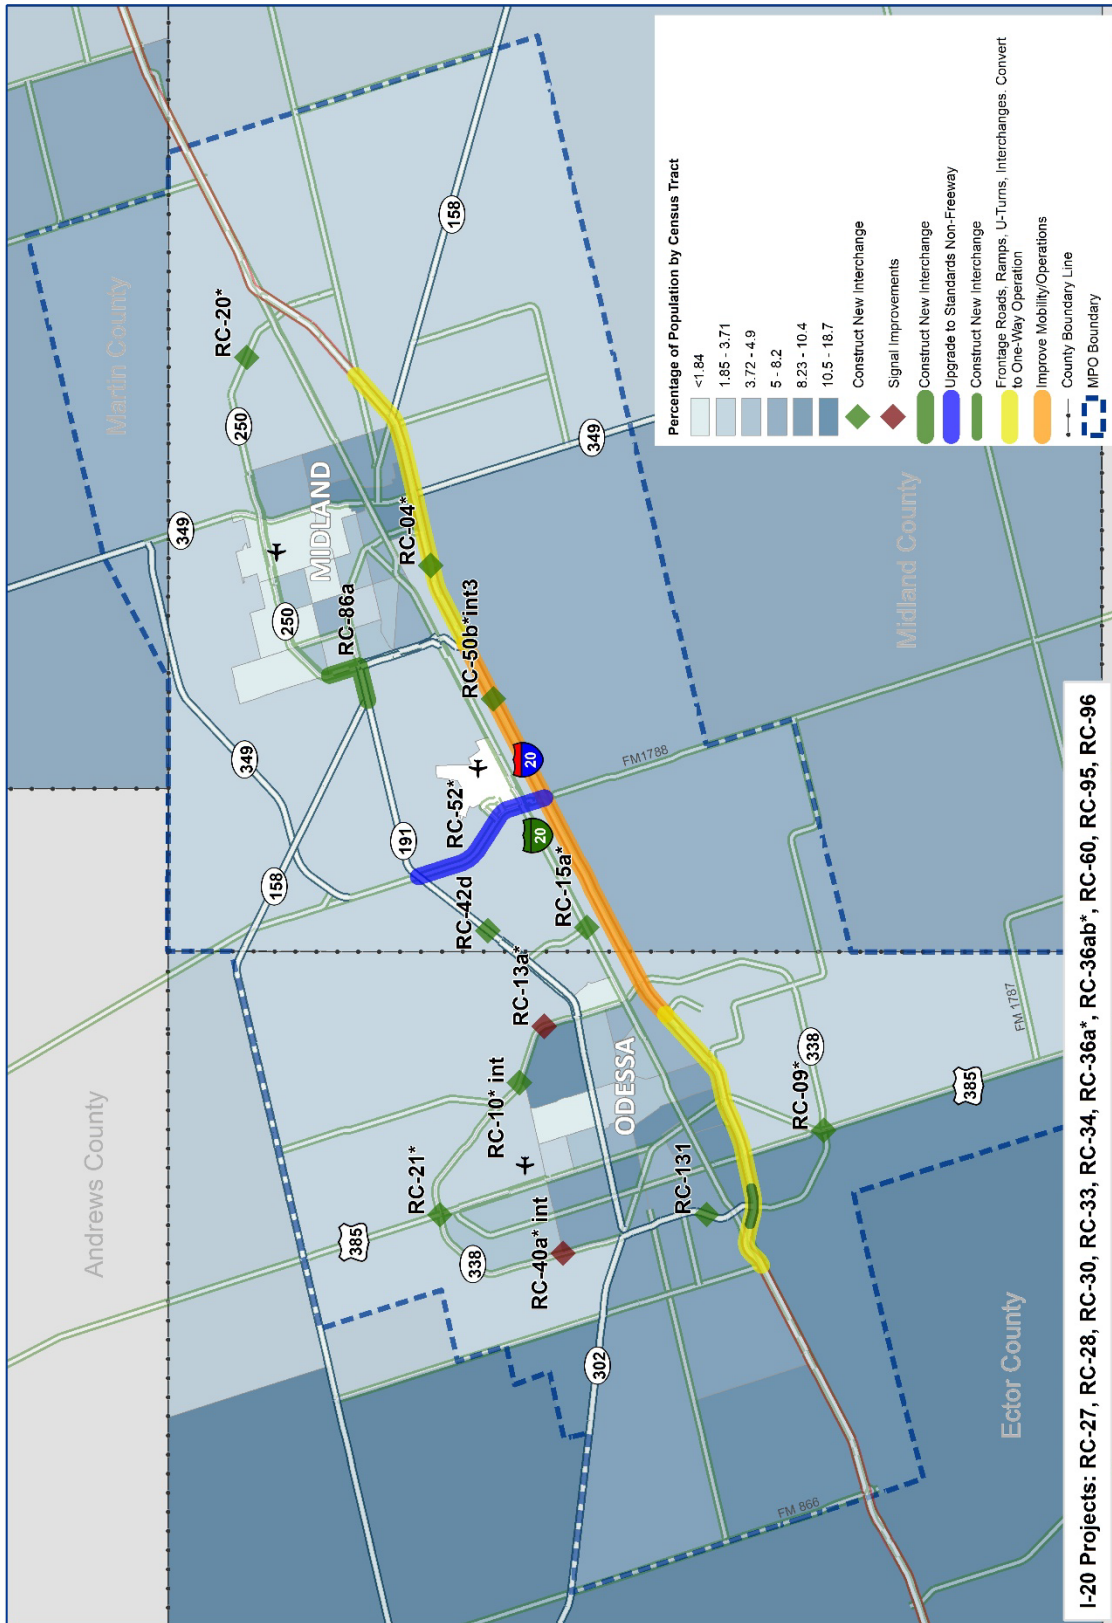 Andrews County
Martin County
Midland County
Ector County
MIDLAND
ODESSA
RC-20*
250
349
250
RC-86a
RC-04*
158
349
RC-50b*int3
349
158
191
RC-52*
20
20
FM1788
RC-42d
RC-15a*
RC-13a*
RC-10* int
RC-21*
385
338
RC-40a* int
RC-131
RC-09*
338
385
FM 1787
302
FM 866
Percentage of Population by Census Tract
<1.84
1.85 - 3.71
3.72 - 4.9
5 - 8.2
8.23 - 10.4
10.5 - 18.7
Construct New Interchange
Signal Improvements
Construct New Interchange
Upgrade to Standards Non-Freeway
Construct New Interchange
Frontage Roads, Ramps, U-Turns, Interchanges. Convert
to One-Way Operation
Improve Mobility/Operations
County Boundary Line
MPO Boundary
I-20 Projects: RC-27, RC-28, RC-30, RC-33, RC-34, RC-36a*, RC-36ab*, RC-60, RC-95, RC-96